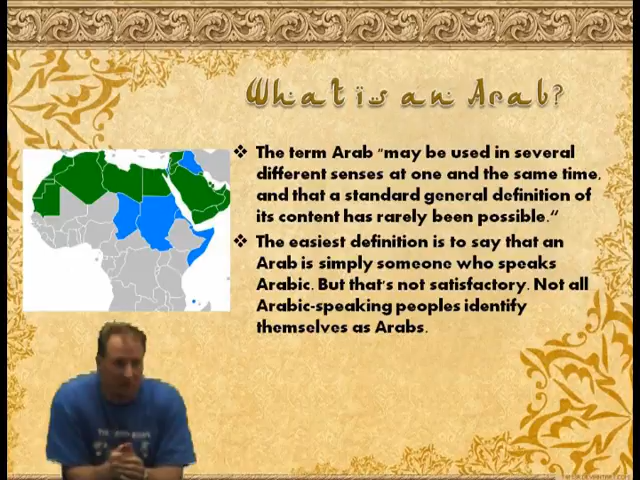 What is an Arab?
❖ The term Arab "may be used in several
different senses at one and the same time,
and that a standard general definition of
its content has rarely been possible."
❖ The easiest definition is to say that an
Arab is simply someone who speaks
Arabic. But that's not satisfactory. Not all
Arabic-speaking peoples identify
themselves as Arabs.